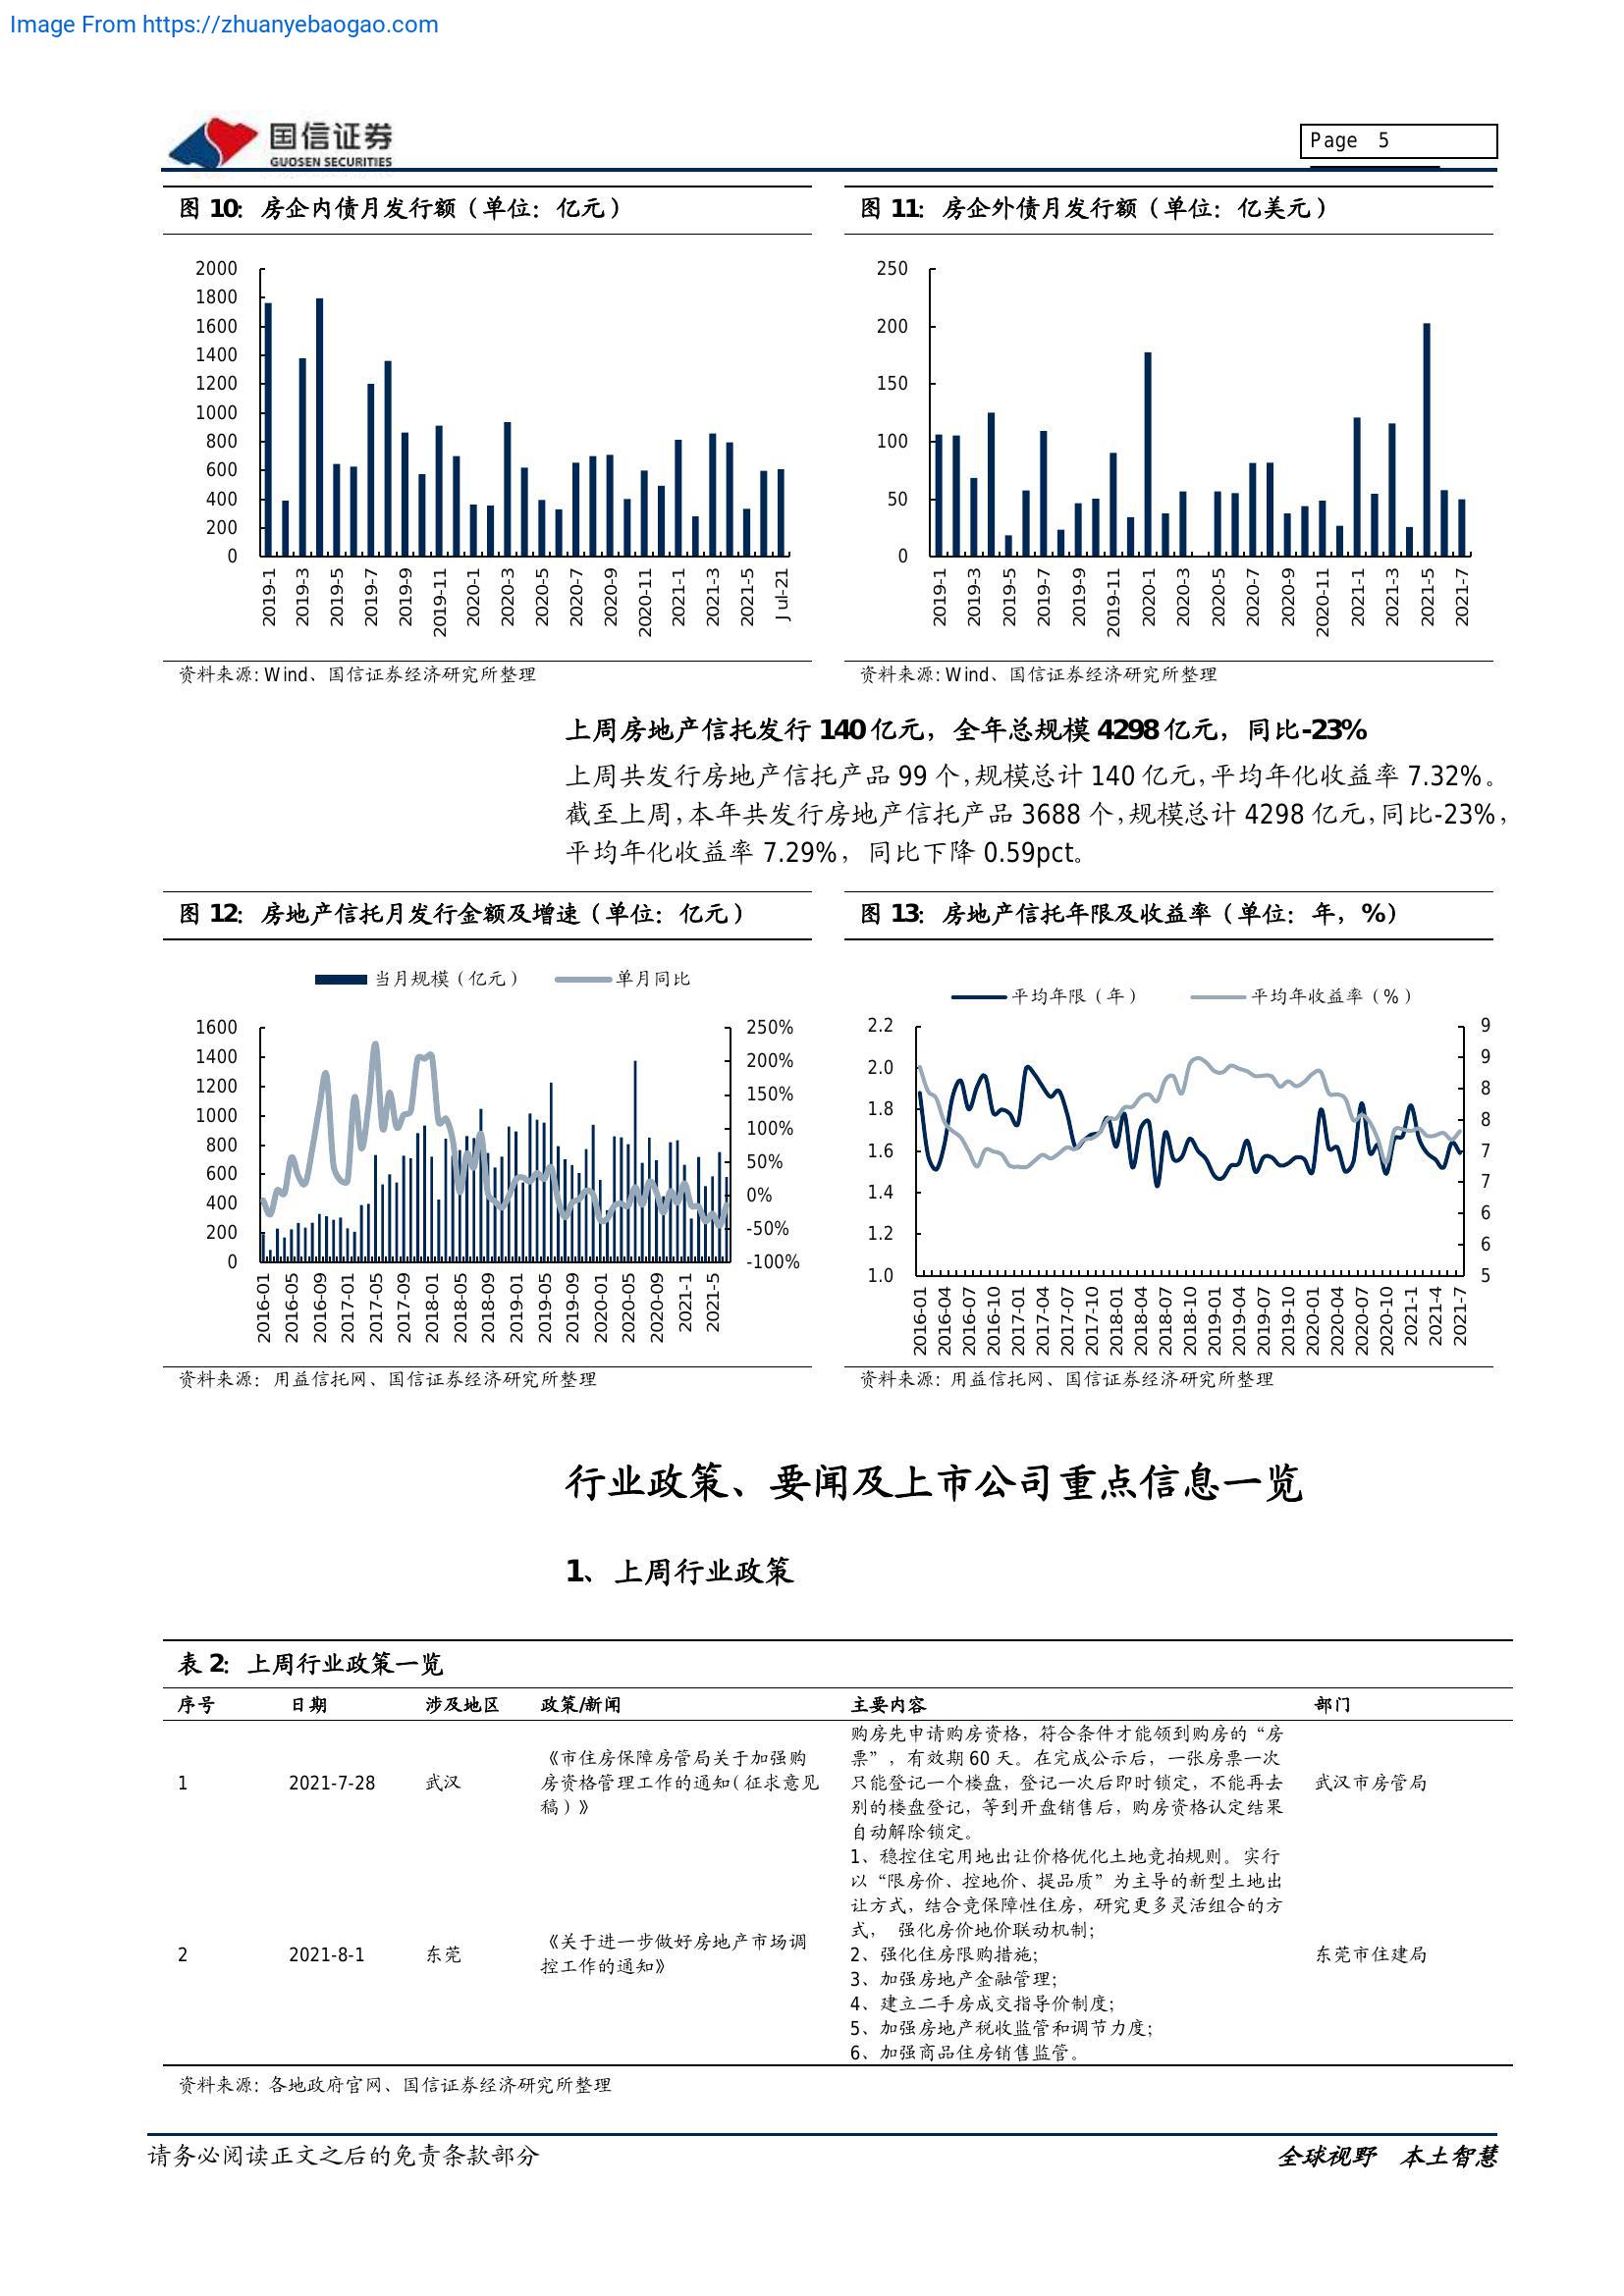 Image From https://zhuanyebaogao.com
国信证券
GUOSEN SECURITIES
Page 5
图 10：房企内债月发行额（单位：亿元）
2000
1800
1600
1400
1200
1000
800
600
400
200
0
2019-1
2019-3
2019-5
2019-7
2019-9
2019-11
2020-1
2020-3
2020-5
2020-7
2020-9
2020-11
2021-1
2021-3
2021-5
Jul-21
资料来源: Wind、国信证券经济研究所整理
图 11：房企外债月发行额（单位：亿美元）
250
200
150
100
50
0
2019-1
2019-3
2019-5
2019-7
2019-9
2019-11
2020-1
2020-3
2020-5
2020-7
2020-9
2020-11
2021-1
2021-3
2021-5
2021-7
资料来源: Wind、国信证券经济研究所整理
上周房地产信托发行 140 亿元，全年总规模 4298 亿元，同比-23%
上周共发行房地产信托产品 99 个，规模总计 140 亿元，平均年化收益率 7.32%。
截至上周，本年共发行房地产信托产品 3688 个，规模总计 4298 亿元，同比-23%，
平均年化收益率 7.29%，同比下降 0.59pct。
图 12：房地产信托月发行金额及增速（单位：亿元）
当月规模（亿元） 单月同比
1600
1400
1200
1000
800
600
400
200
0
250%
200%
150%
100%
50%
0%
-50%
-100%
2016-01
2016-05
2016-09
2017-01
2017-05
2017-09
2018-01
2018-05
2018-09
2019-01
2019-05
2019-09
2020-01
2020-05
2020-09
2021-1
2021-5
资料来源：用益信托网、国信证券经济研究所整理
图 13：房地产信托年限及收益率（单位：年，%）
平均年限（年） 平均年收益率（%）
2.2
2.0
1.8
1.6
1.4
1.2
1.0
9
9
8
8
7
7
6
6
5
2016-01
2016-04
2016-07
2016-10
2017-01
2017-04
2017-07
2017-10
2018-01
2018-04
2018-07
2018-10
2019-01
2019-04
2019-07
2019-10
2020-01
2020-04
2020-07
2020-10
2021-1
2021-4
2021-7
资料来源：用益信托网、国信证券经济研究所整理
行业政策、要闻及上市公司重点信息一览
1、上周行业政策
表 2：上周行业政策一览
序号 日期 涉及地区 政策/新闻 主要内容 部门
1 2021-7-28 武汉
《市住房保障房管局关于加强购
房资格管理工作的通知（征求意见
稿）》
购房先申请购房资格，符合条件才能领到购房的“房
票”，有效期 60 天。在完成公示后，一张房票一次
只能登记一个楼盘，登记一次后即时锁定，不能再去
别的楼盘登记，等到开盘销售后，购房资格认定结果
自动解除锁定。
武汉市房管局
2 2021-8-1 东莞
《关于进一步做好房地产市场调
控工作的通知》
1、稳控住宅用地出让价格优化土地竞拍规则。实行
以“限房价、控地价、提品质”为主导的新型土地出
让方式，结合竞保障性住房，研究更多灵活组合的方
式， 强化房价地价联动机制；
2、强化住房限购措施；
3、加强房地产金融管理；
4、建立二手房成交指导价制度；
5、加强房地产税收监管和调节力度；
6、加强商品住房销售监管。
东莞市住建局
资料来源：各地政府官网、国信证券经济研究所整理
请务必阅读正文之后的免责条款部分
全球视野 本土智慧